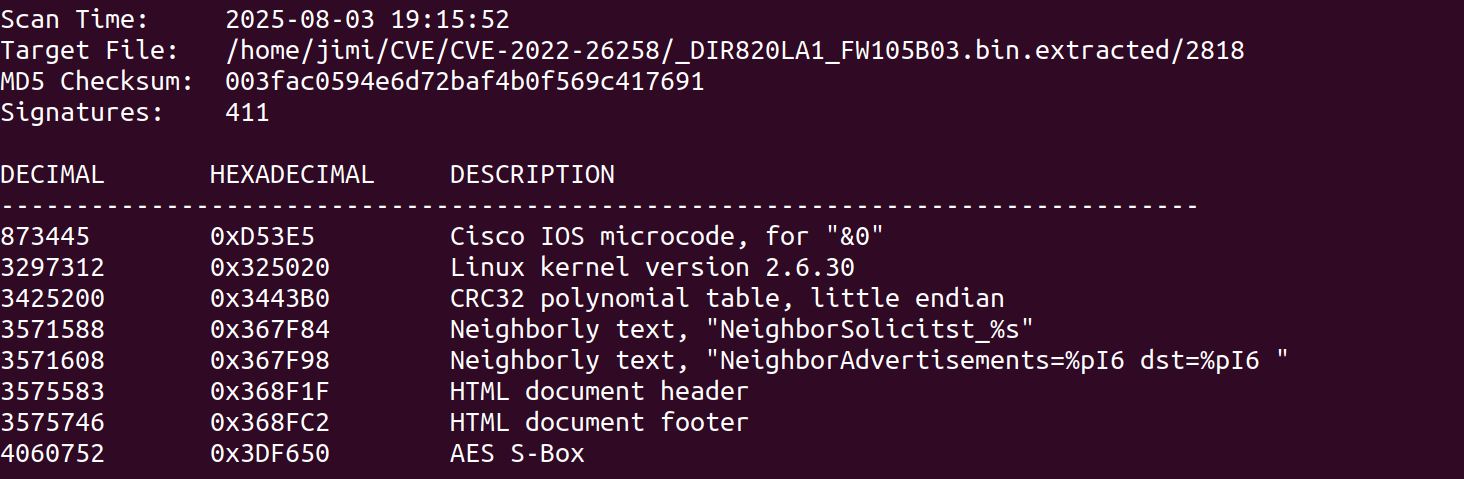 Scan Time:     2025-08-03 19:15:52
Target File:   /home/jimi/CVE/CVE-2022-26258/_DIR820LA1_FW105B03.bin.extracted/2818
MD5 Checksum:  003fac0594e6d72baf4b0f569c417691
Signatures:    411

DECIMAL       HEXADECIMAL     DESCRIPTION
--------------------------------------------------------------------------------
873445        0xD53E5         Cisco IOS microcode, for "&0"
3297312       0x325020        Linux kernel version 2.6.30
3425200       0x3443B0        CRC32 polynomial table, little endian
3571588       0x367F84        Neighborly text, "NeighborSolicitst_%s"
3571608       0x367F98        Neighborly text, "NeighborAdvertisements=%pI6 dst=%pI6 "
3575583       0x368F1F        HTML document header
3575746       0x368FC2        HTML document footer
4060752       0x3DF650        AES S-Box